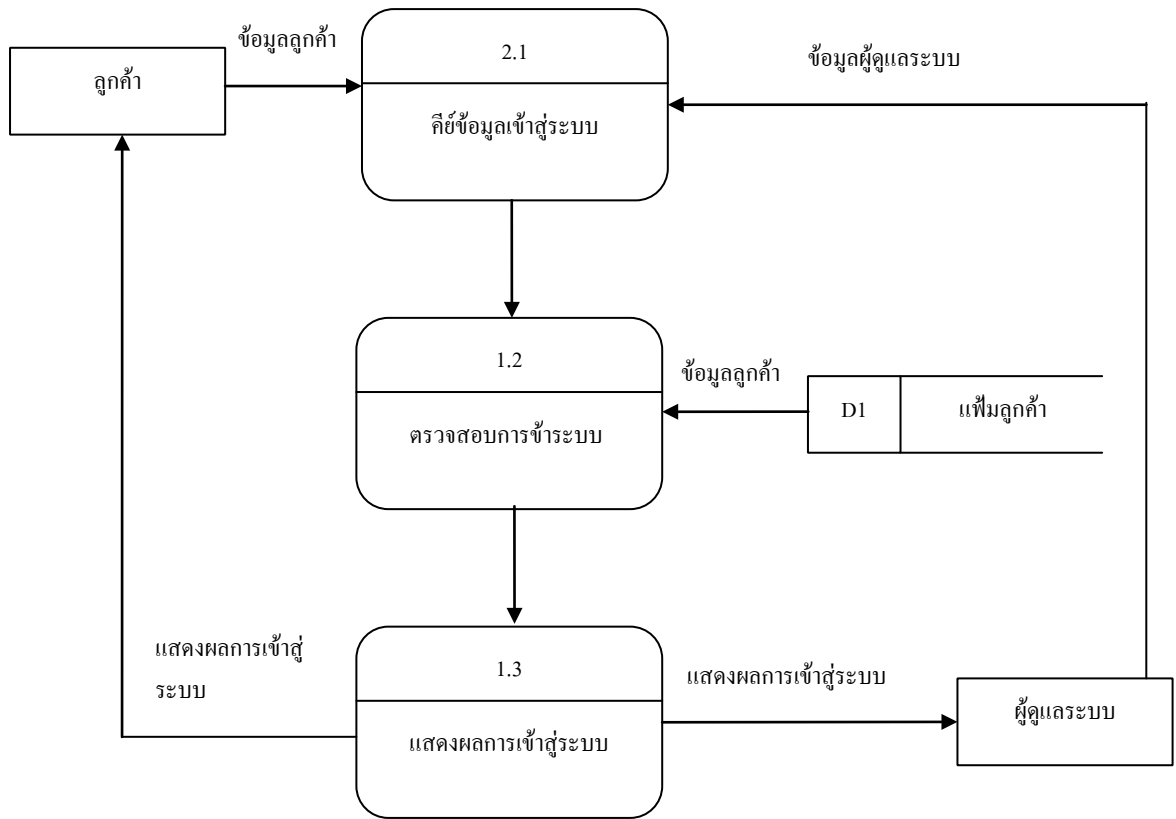 ข้อมูลลูกค้า
2.1
ข้อมูลผู้ดูแลระบบ
ลูกค้า
คีย์ข้อมูลเข้าสู่ระบบ
1.2
ข้อมูลลูกค้า
D1
แฟ้มลูกค้า
ตรวจสอบการข้าระบบ
แสดงผลการเข้าสู่
ระบบ
1.3
แสดงผลการเข้าสู่ระบบ
ผู้ดูแลระบบ
แสดงผลการเข้าสู่ระบบ